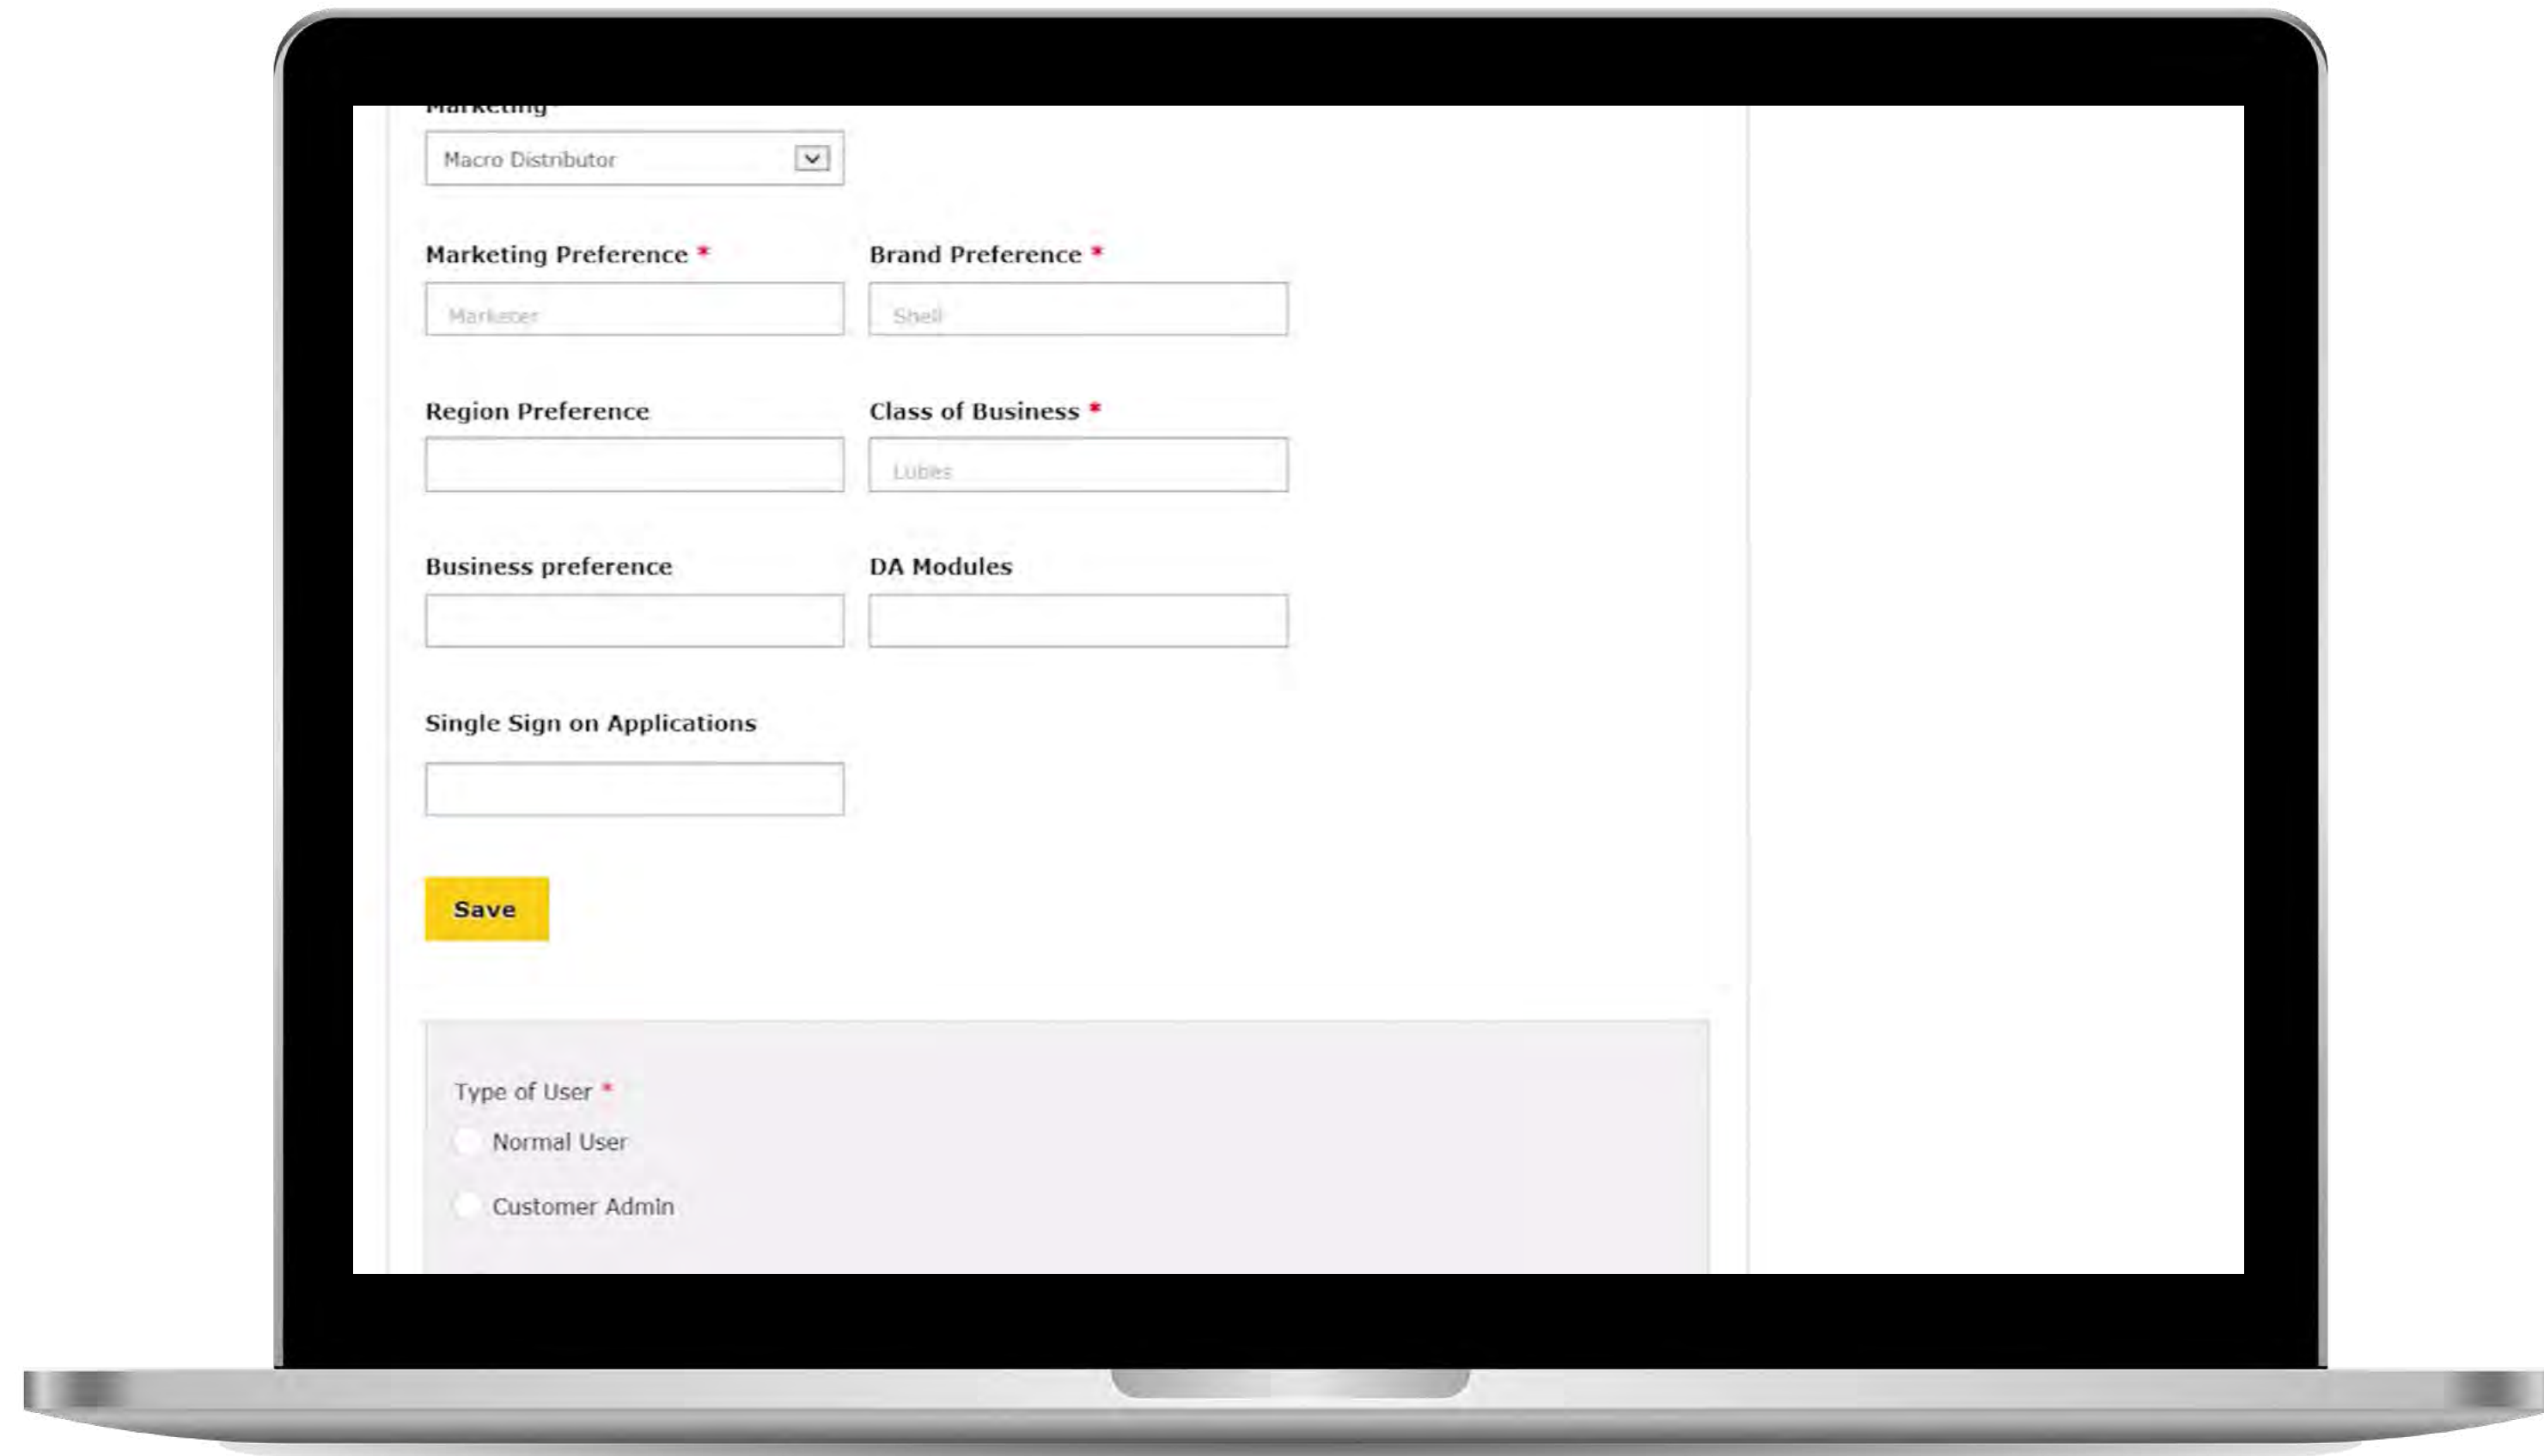 Marketing
Macro Distributor
Marketing Preference * Brand Preference *
Marketer Shell
Region Preference Class of Business *
Lubes
Business preference DA Modules
Single Sign on Applications
Save
Type of User *
Normal User
Customer Admin